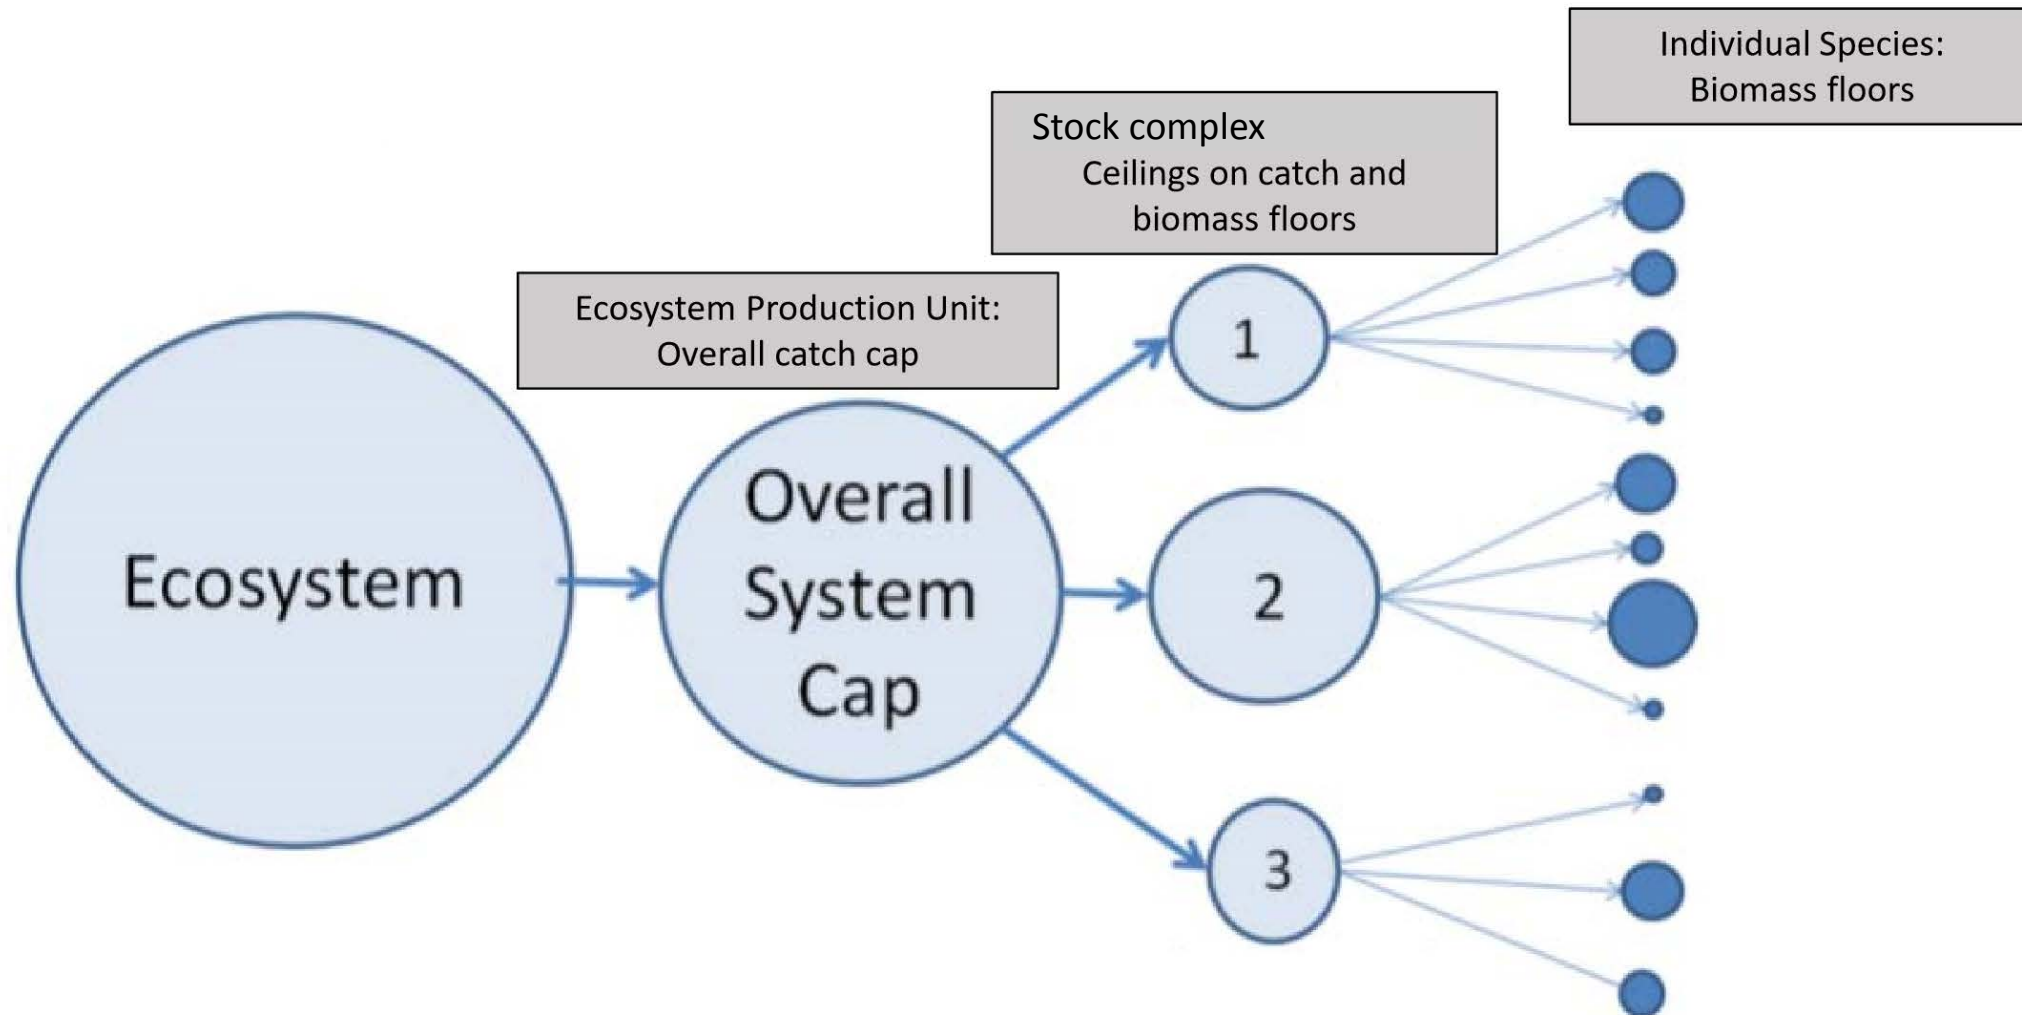 Individual Species:
Biomass floors
Stock complex
Ceilings on catch and
biomass floors
Ecosystem Production Unit:
Overall catch cap
1
Overall
System
Cap
Ecosystem
2
3